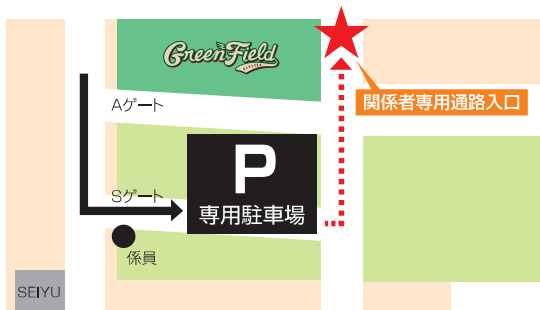 GreenField
関係者専用通路入口
Aゲート
P
Sゲート
専用駐車場
係員
SEIYU